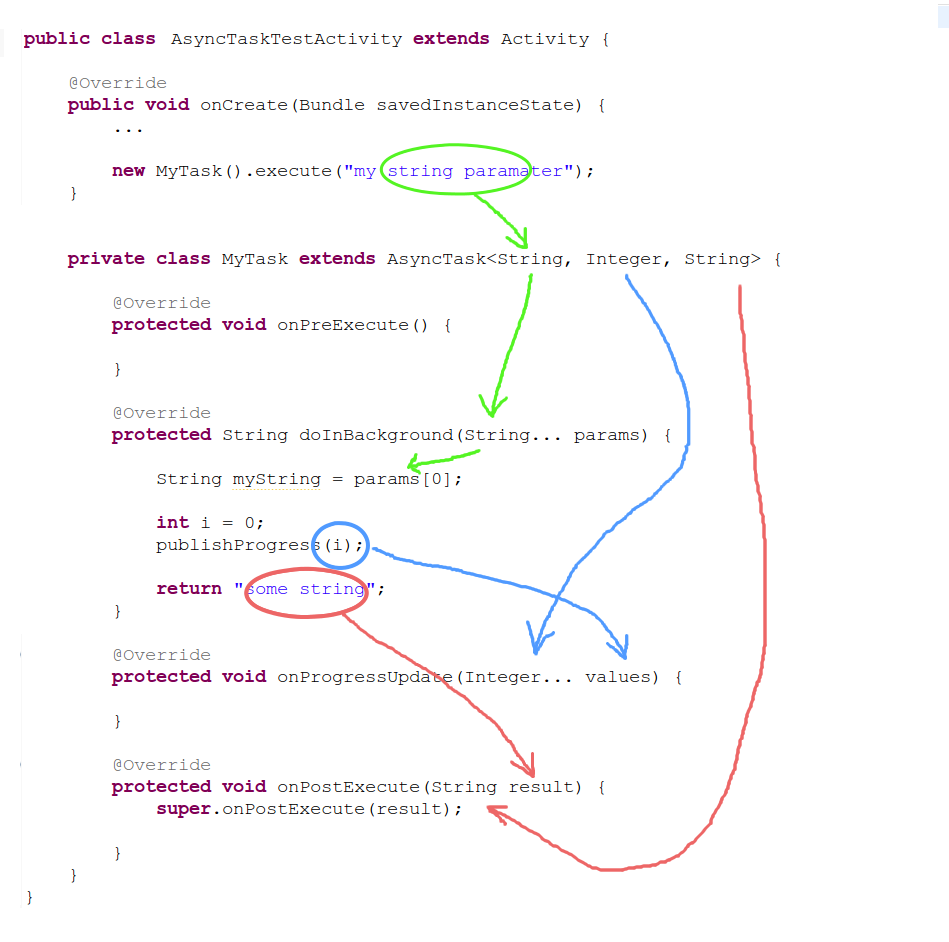 public class AsyncTaskTestActivity extends Activity {
@Override
public void onCreate(Bundle savedInstanceState) {
...
new MyTask().execute("my string paramater");
}
private class MyTask extends AsyncTask<String, Integer, String> {
@Override
protected void onPreExecute() {
}
@Override
protected String doInBackground(String... params) {
String myString = params[0];
int i = 0;
publishProgress(i);
return "some string";
}
@Override
protected void onProgressUpdate(Integer... values) {
}
@Override
protected void onPostExecute(String result) {
super.onPostExecute(result);
}
}
}